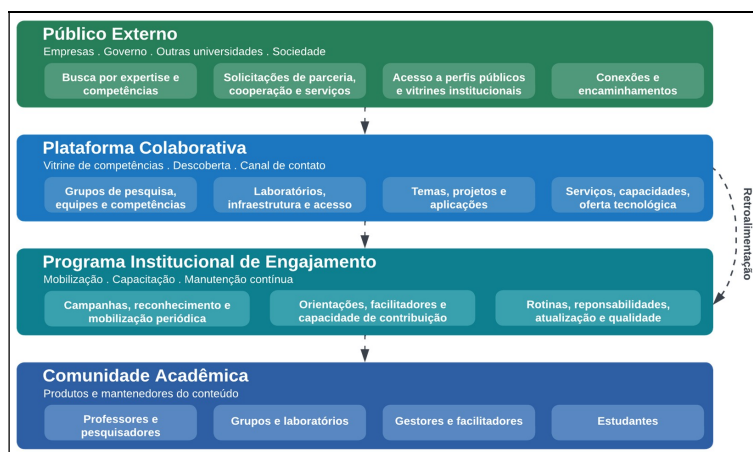 Público Externo
Empresas . Governo . Outras universidades . Sociedade
Busca por expertise e
competências
Solicitações de parceria,
cooperação e serviços
Acesso a perfis públicos
e vitrines institucionais
Conexões e
encaminhamentos
Plataforma Colaborativa
Vitrine de competências . Descoberta . Canal de contato
Grupos de pesquisa,
equipes e competências
Laboratórios,
infraestrutura e acesso
Temas, projetos e
aplicações
Serviços, capacidades,
oferta tecnológica
Retroalimentação
Programa Institucional de Engajamento
Mobilização . Capacitação . Manutenção contínua
Campanhas, reconhecimento e
mobilização periódica
Orientações, facilitadores e
capacidade de contribuição
Rotinas, reponsabilidades,
atualização e qualidade
Comunidade Acadêmica
Produtos e mantenedores do conteúdo
Professores e
pesquisadores
Grupos e laboratórios
Gestores e facilitadores
Estudantes